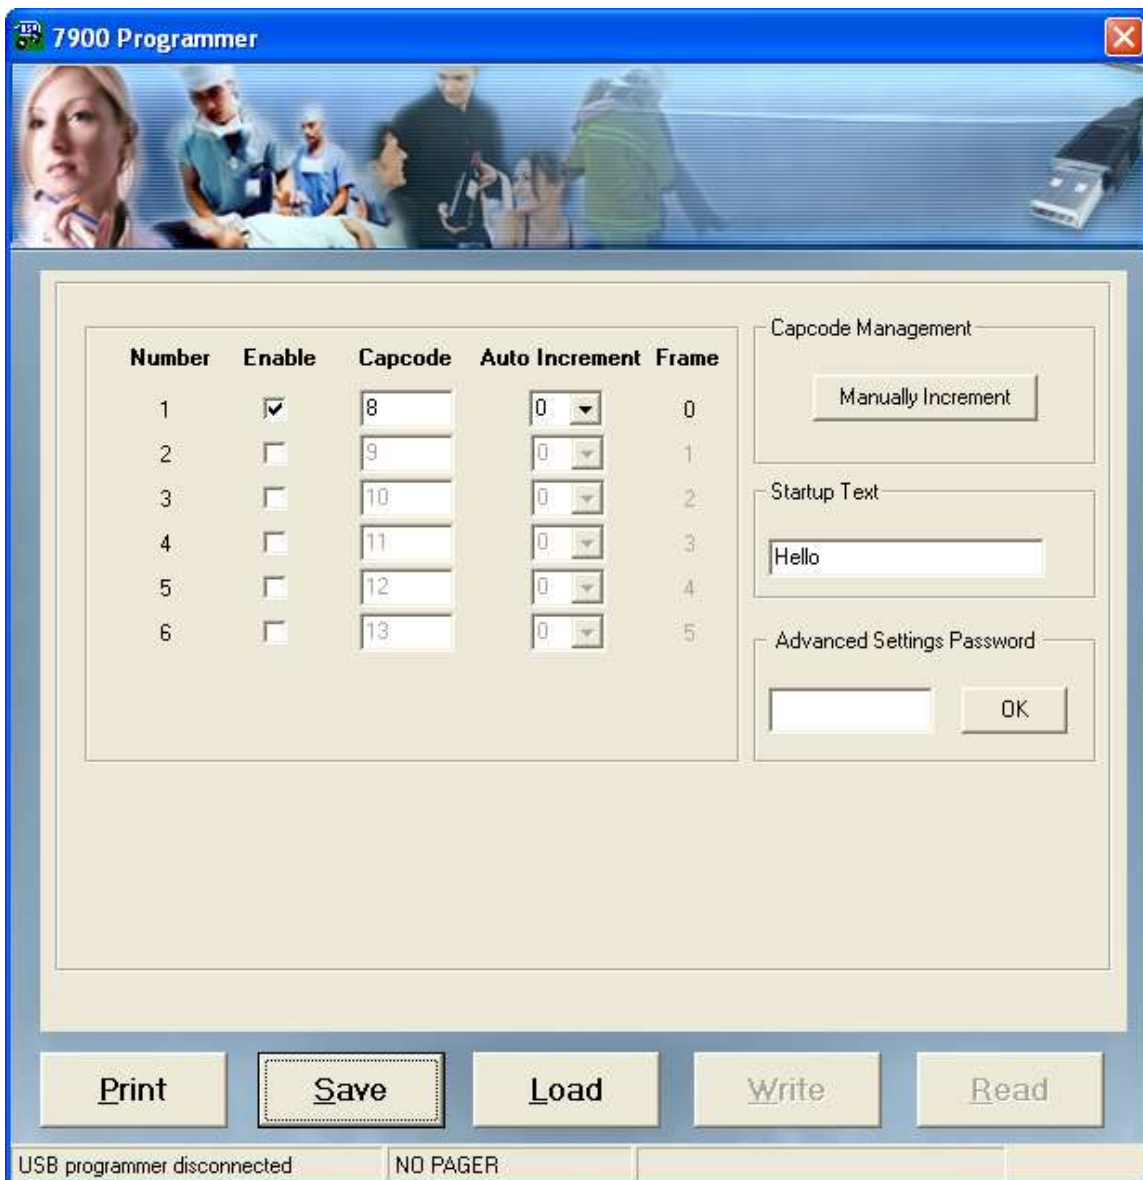 7900 Programmer
Number Enable Capcode Auto Increment Frame
1 8 0 0
2 9 0 1
3 10 0 2
4 11 0 3
5 12 0 4
6 13 0 5
Capcode Management
Manually Increment
Startup Text
Hello
Advanced Settings Password
OK
Print Save Load Write Read
USB programmer disconnected NO PAGER